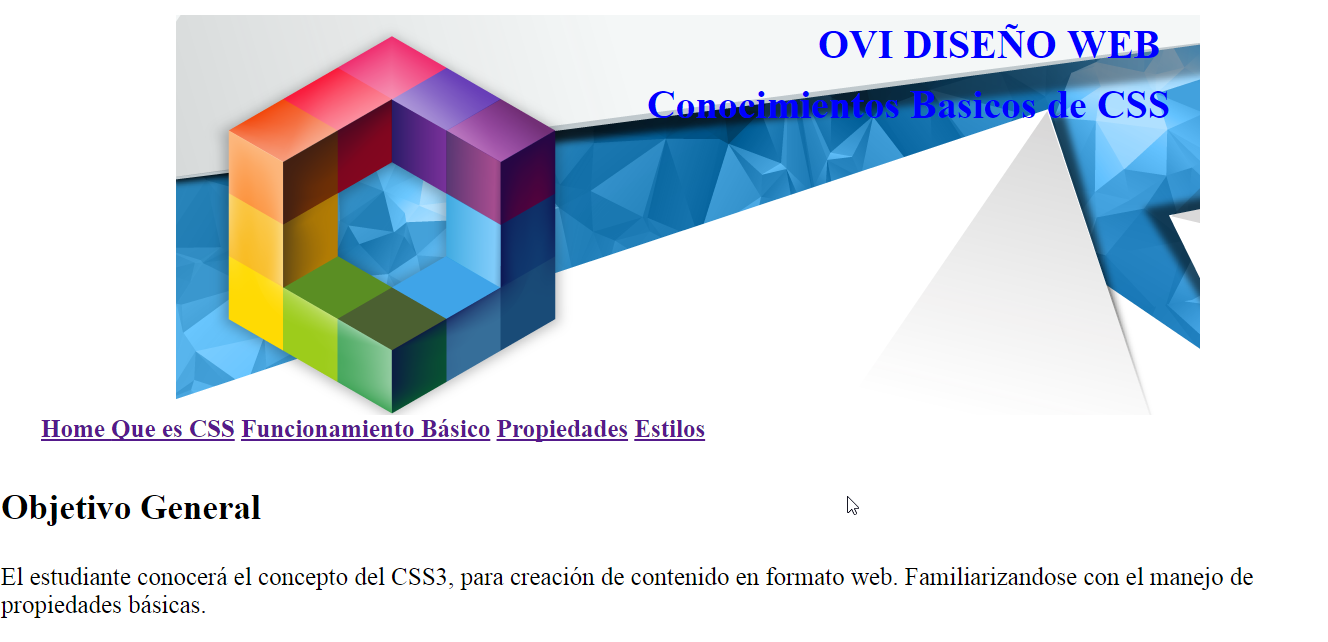 OVI DISEÑO WEB
Conocimientos Basicos de CSS
Home Que es CSS Funcionamiento Básico Propiedades Estilos
Objetivo General
El estudiante conocerá el concepto del CSS3, para creación de contenido en formato web. Familiarizandose con el manejo de
propiedades básicas.